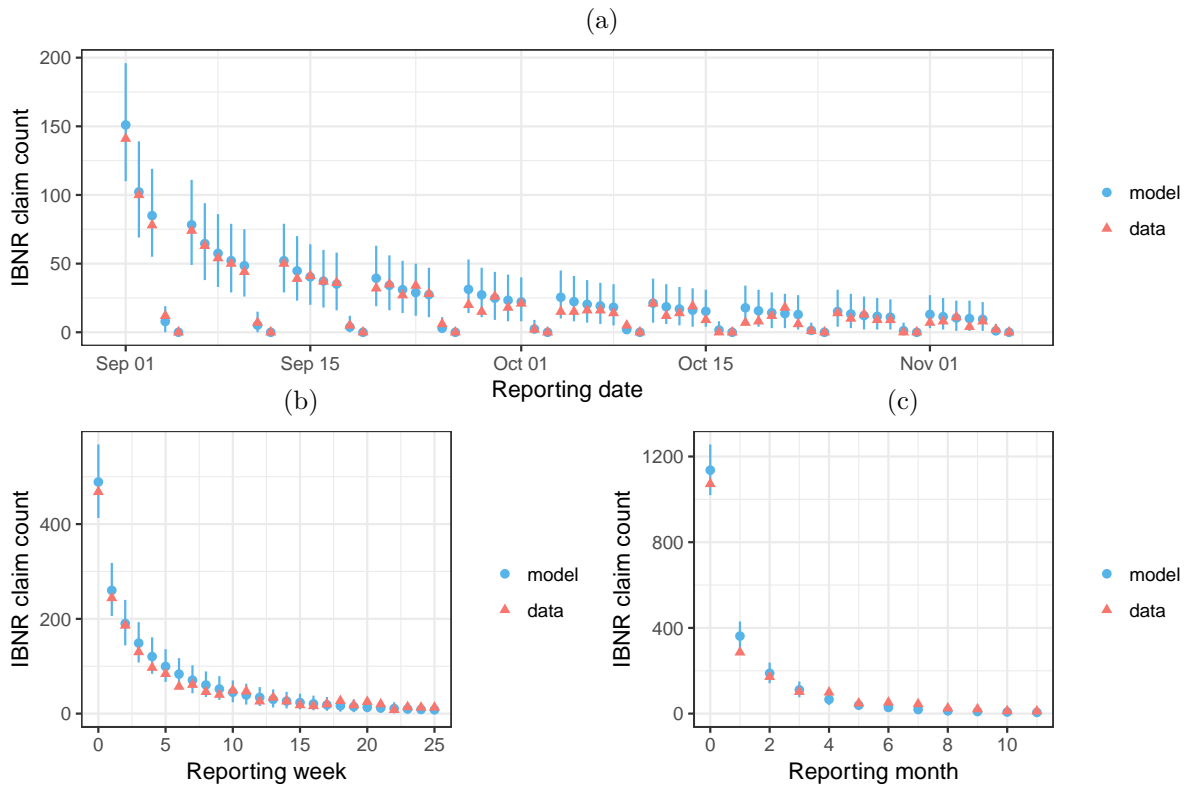 (a)
IBNR claim count
200
150
100
50
0
Sep 01
Sep 15
Oct 01
Oct 15
Nov 01
Reporting date
model
data
(b)
IBNR claim count
400
200
0
0
5
10
15
20
25
Reporting week
model
data
(c)
IBNR claim count
1200
800
400
0
0
2
4
6
8
10
Reporting month
model
data